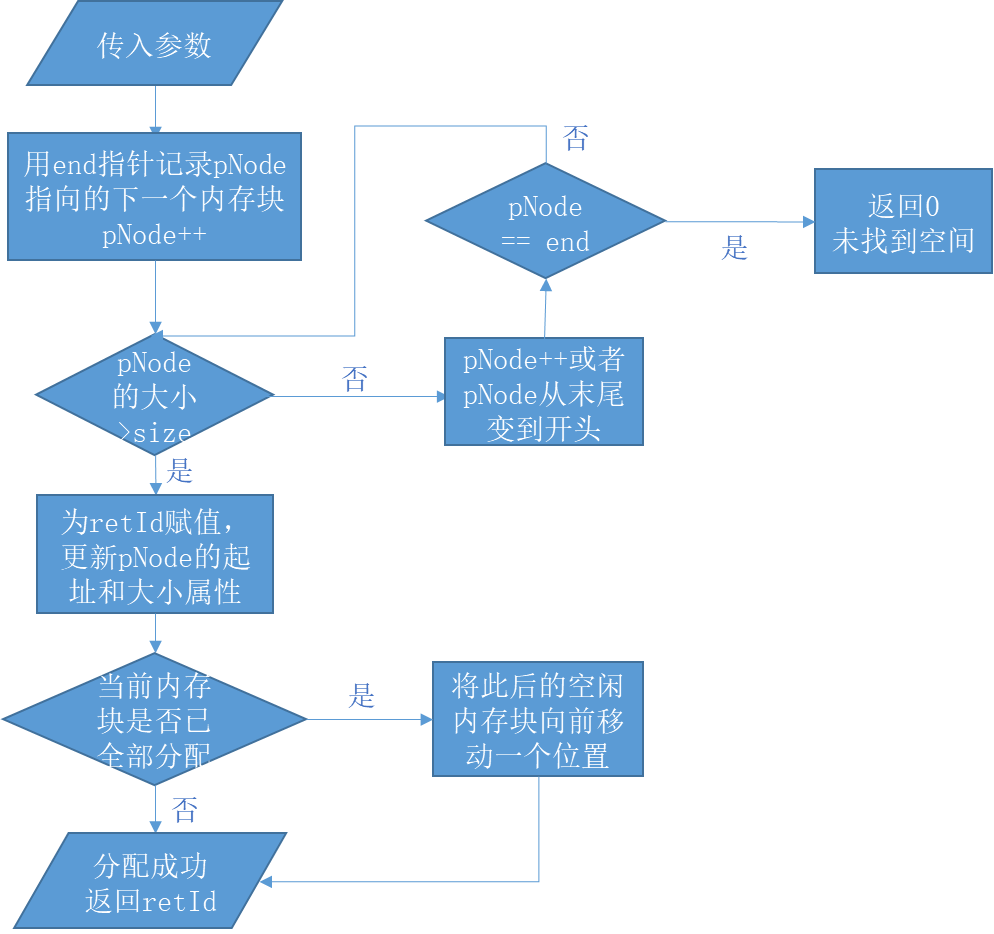 传入参数
用end指针记录pNode
指向的下一个内存块
pNode++
否
pNode
== end
是
返回0
未找到空间
pNode
的大小
>size
否
pNode++或者
pNode从末尾
变到开头
是
为retId赋值，
更新pNode的起
址和大小属性
当前内存
块是否已
全部分配
是
将此后的空闲
内存块向前移
动一个位置
否
分配成功
返回retId